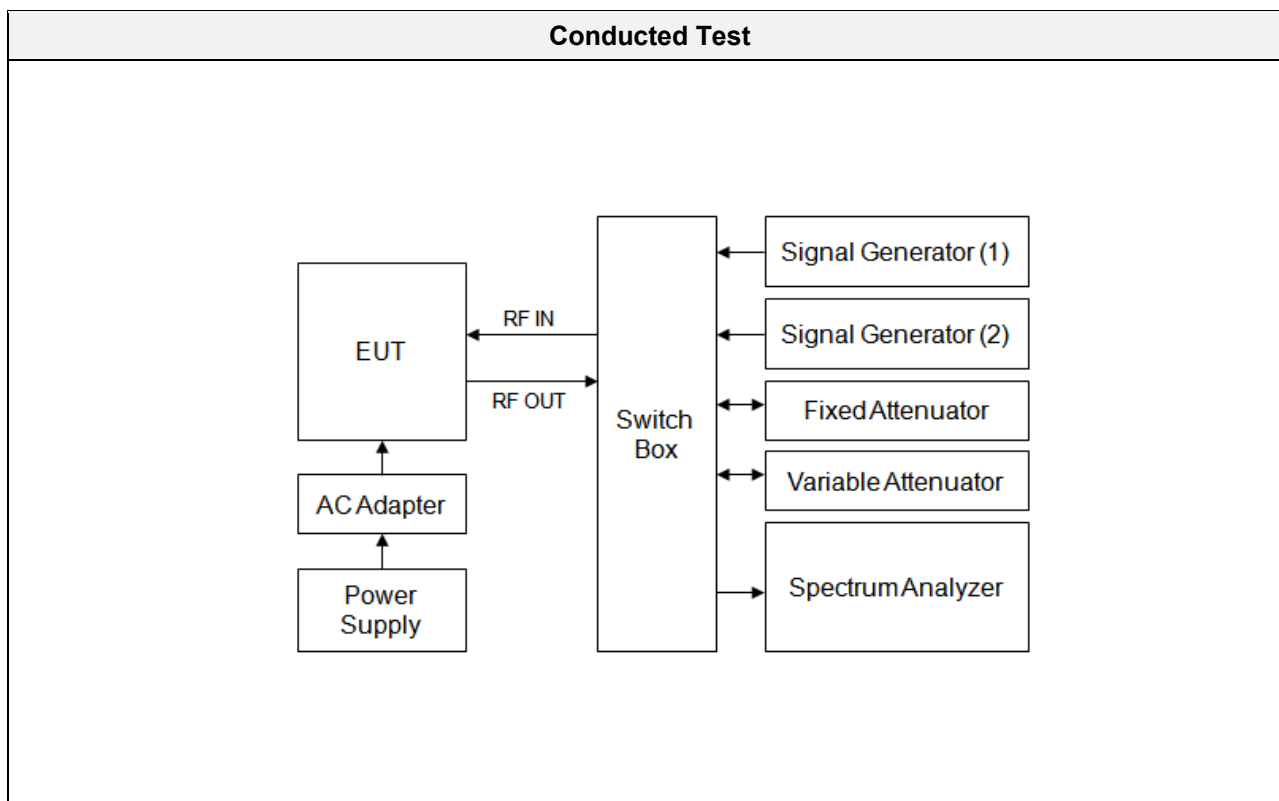 Conducted Test
EUT
RF IN
RF OUT
AC Adapter
Power
Supply
Switch
Box
Signal Generator (1)
Signal Generator (2)
Fixed Attenuator
Variable Attenuator
Spectrum Analyzer